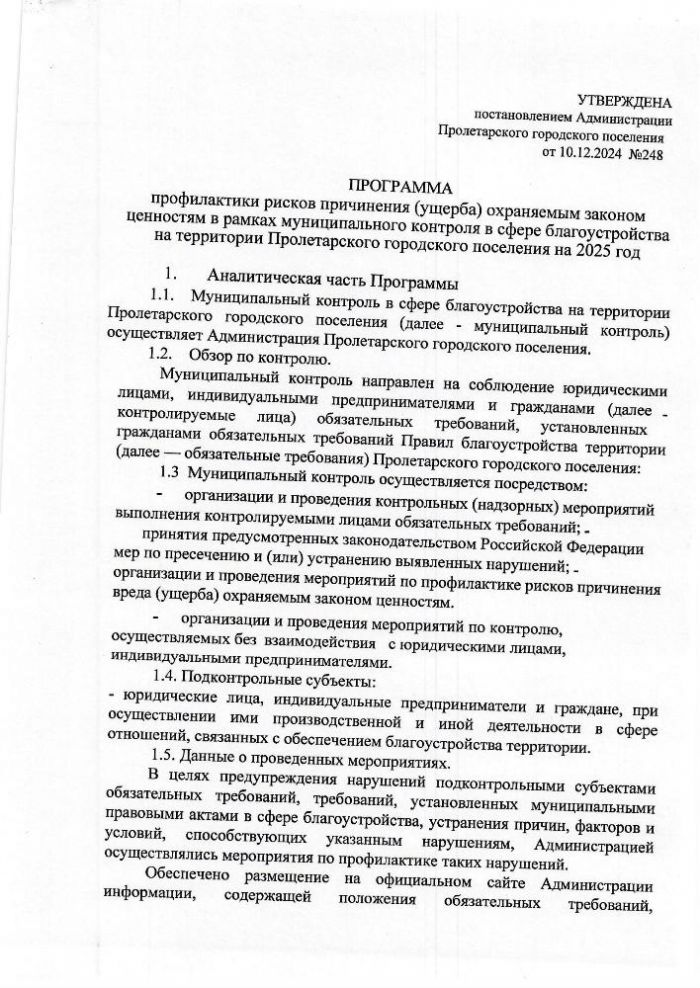 УТВЕРЖДЕНА
постановлением Администрации
Пролетарского городского поселения
от 10.12.2024 №248
ПРОГРАММА
профилактики рисков причинения (ущерба) охраняемым законом
ценностям в рамках муниципального контроля в сфере благоустройства
на территории Пролетарского городского поселения на 2025 год
1. Аналитическая часть Программы
1.1. Муниципальный контроль в сфере благоустройства на территории
Пролетарского городского поселения (далее - муниципальный контроль)
осуществляет Администрация Пролетарского городского поселения.
1.2. Обзор по контролю.
Муниципальный контроль направлен на соблюдение юридическими
лицами, индивидуальными предпринимателями и гражданами (далее -
контролируемые лица) обязательных требований, установленных
гражданами обязательных требований Правил благоустройства территории
(далее — обязательные требования) Пролетарского городского поселения:
1.3 Муниципальный контроль осуществляется посредством:
- организации и проведения контрольных (надзорных) мероприятий
выполнения контролируемыми лицами обязательных требований; -
принятия предусмотренных законодательством Российской Федерации
мер по пресечению и (или) устранению выявленных нарушений; -
организации и проведения мероприятий по профилактике рисков причинения
вреда (ущерба) охраняемым законом ценностям.
- организации и проведения мероприятий по контролю,
осуществляемых без взаимодействия с юридическими лицами,
индивидуальными предпринимателями.
1.4. Подконтрольные субъекты:
- юридические лица, индивидуальные предприниматели и граждане, при
осуществлении ими производственной и иной деятельности в сфере
отношений, связанных с обеспечением благоустройства территории.
1.5. Данные о проведенных мероприятиях.
В целях предупреждения нарушений подконтрольными субъектами
обязательных требований, требований, установленных муниципальными
правовыми актами в сфере благоустройства, устранения причин, факторов и
условий, способствующих указанным нарушениям, Администрацией
осуществлялись мероприятия по профилактике таких нарушений.
Обеспечено размещение на официальном сайте Администрации
информации, содержащей положения обязательных требований,